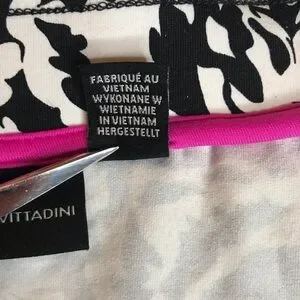 FABRIQUÉ AU
VIETNAM
WYKONANE W
WIETNAMIE
IN VIETNAM
HERGESTELLT
VITTADINI